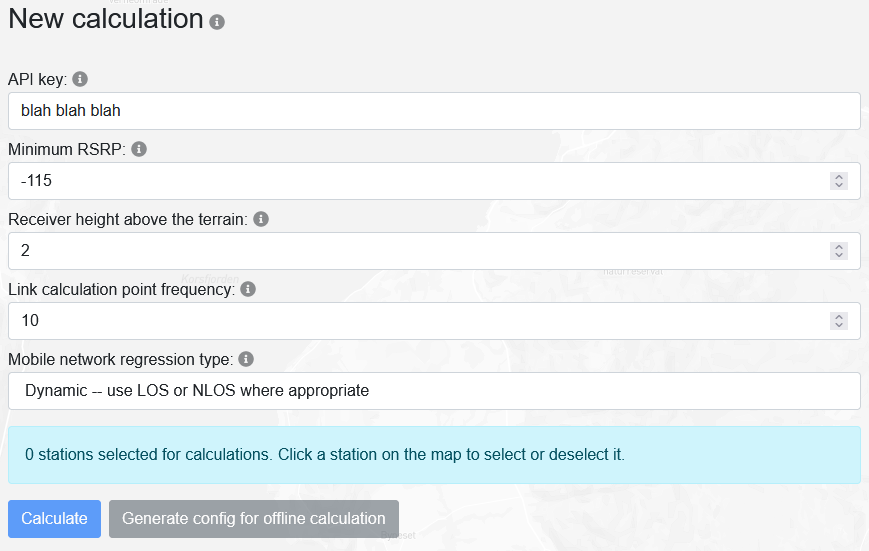 New calculation
API key:
blah blah blah
Minimum RSRP:
-115
Receiver height above the terrain:
2
naturreservat
Link calculation point frequency:
10
Mobile network regression type:
Dynamic -- use LOS or NLOS where appropriate
0 stations selected for calculations. Click a station on the map to select or deselect it.
Calculate
Generate config for offline calculation